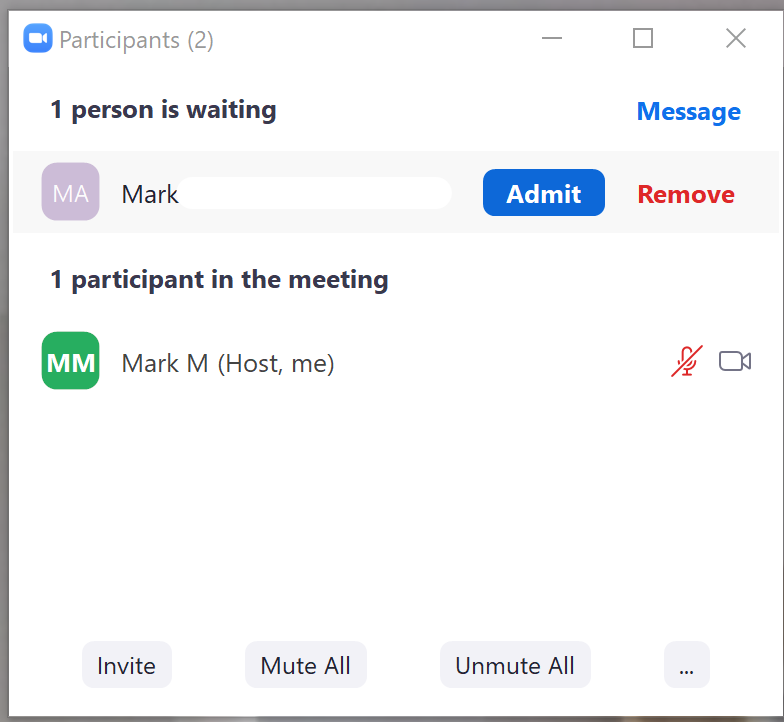 Participants (2)
1 person is waiting Message
MA Mark Admit Remove
1 participant in the meeting
MM Mark M (Host, me)
Invite Mute All Unmute All ...